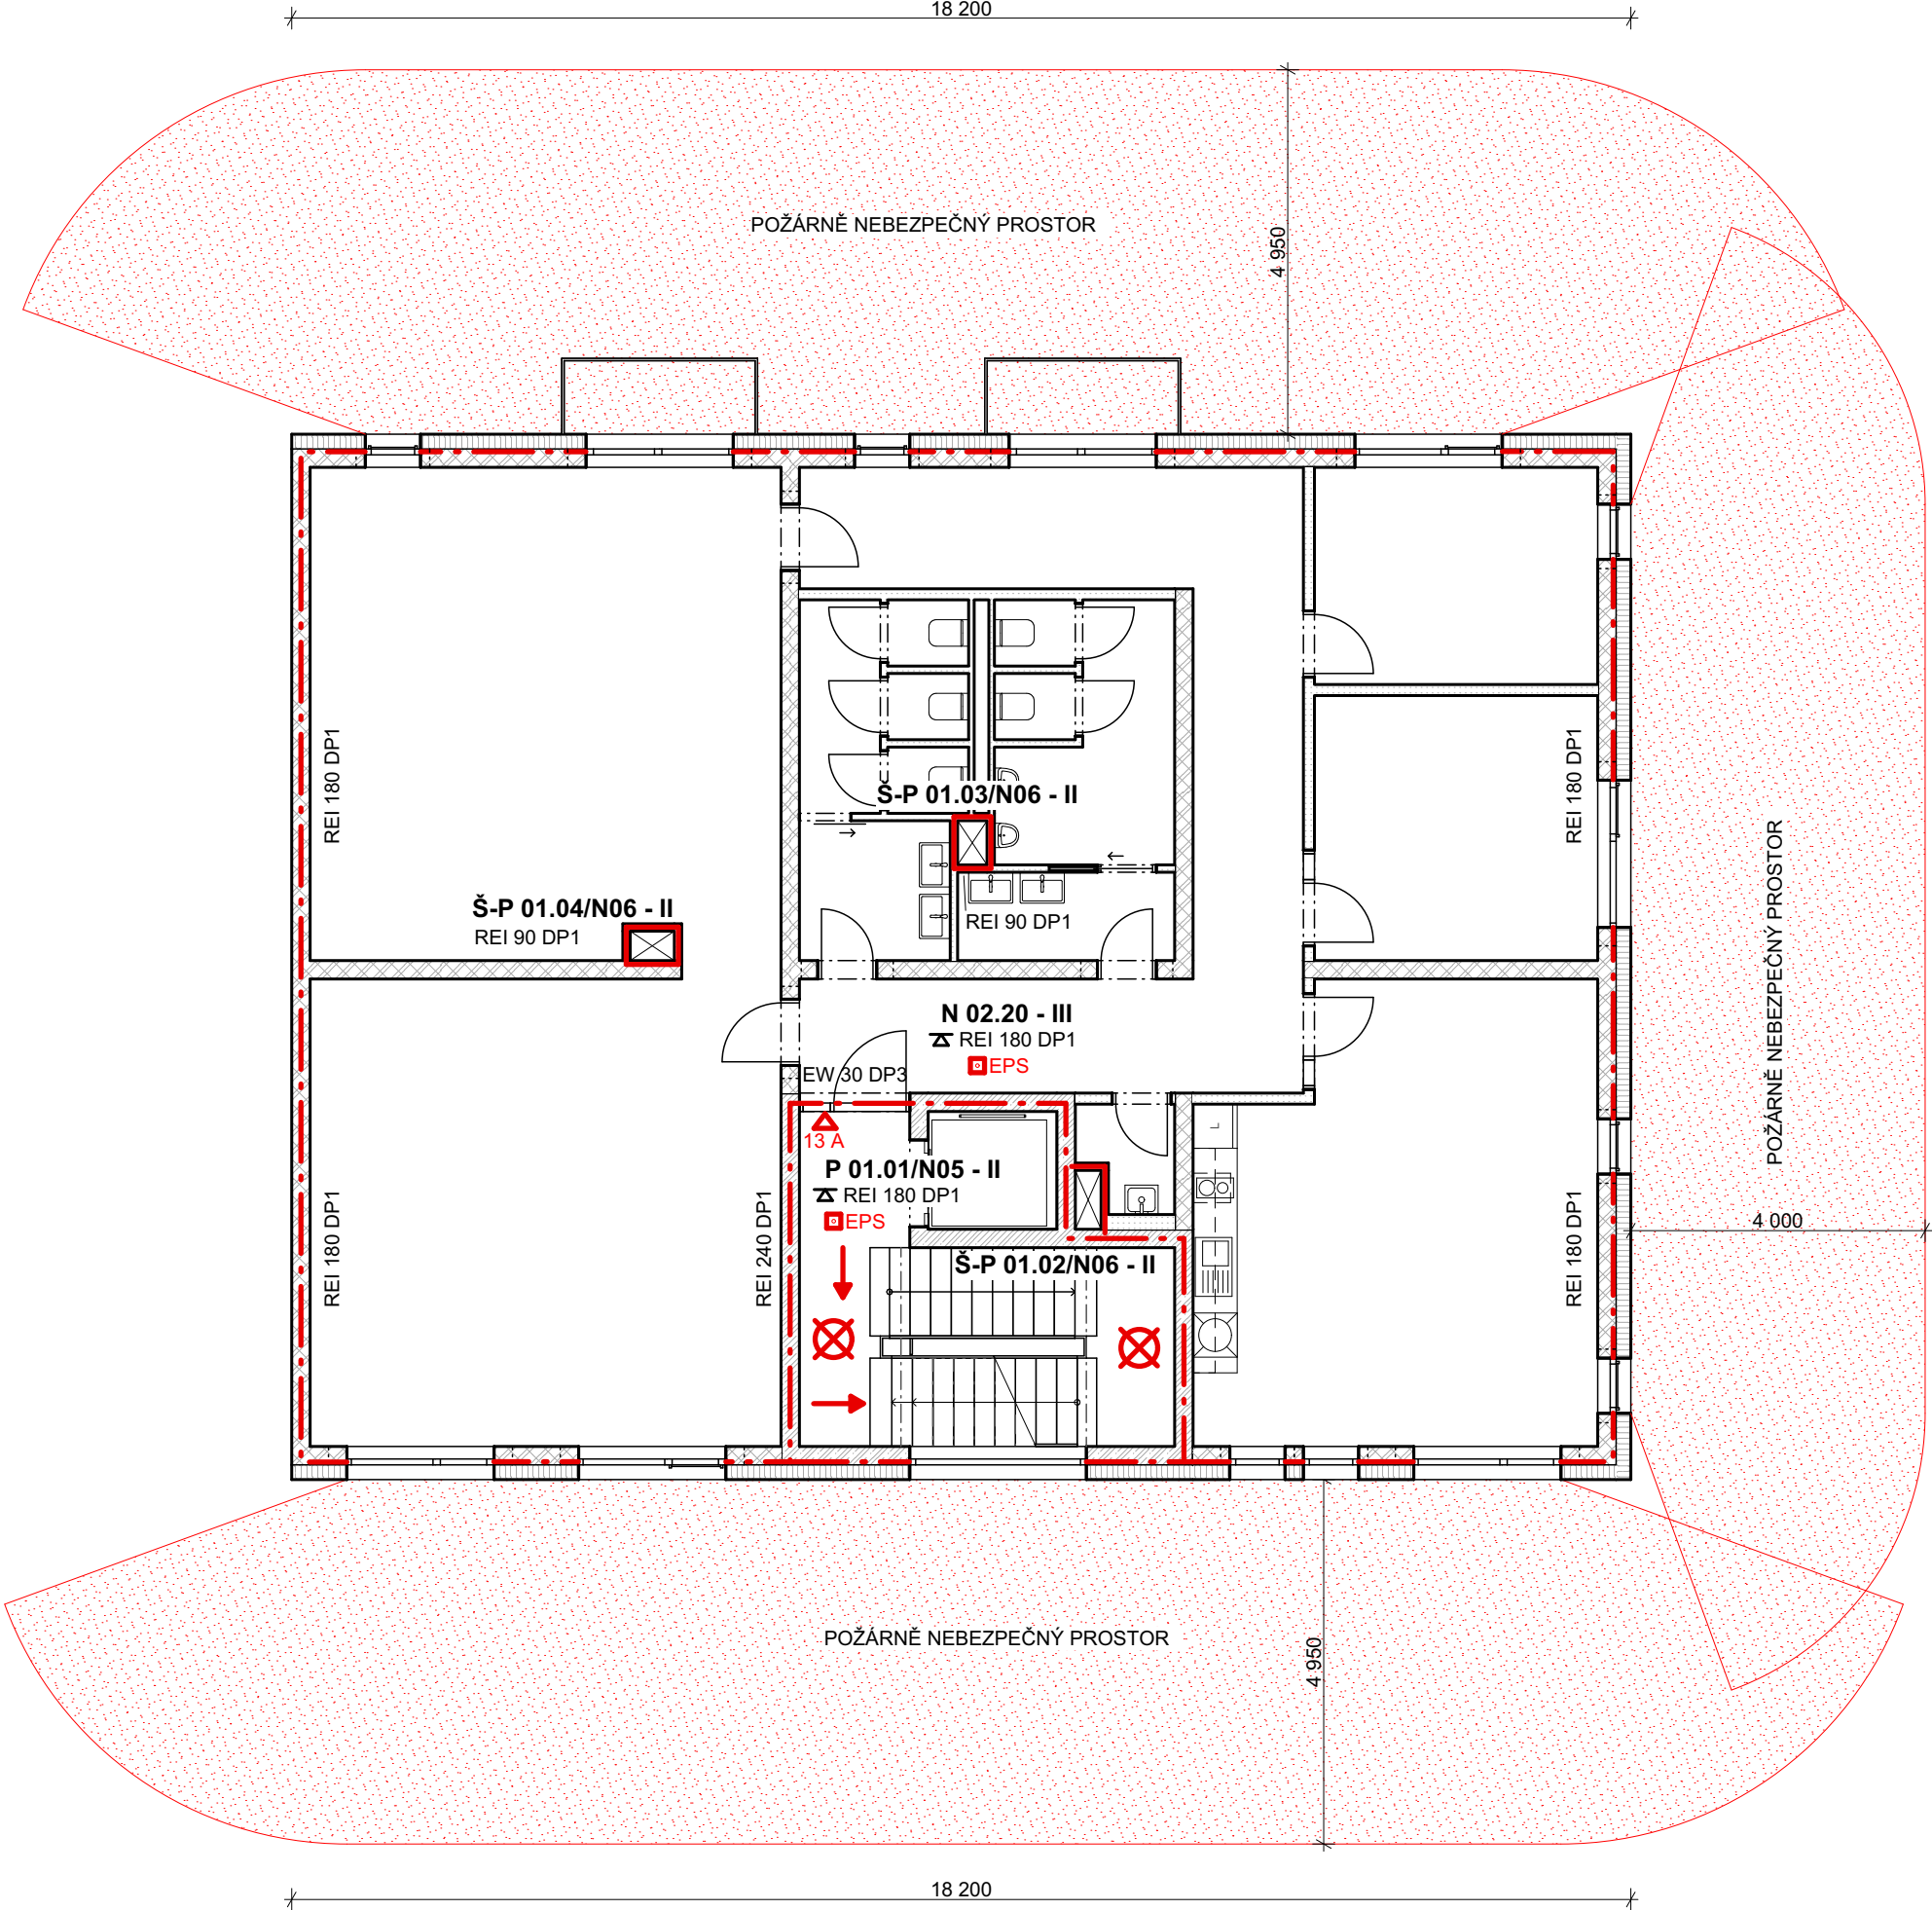 18 200
POŽÁRNĚ NEBEZPEČNÝ PROSTOR
4 950
REI 180 DP1
Š-P 01.03/N06 - II
REI 180 DP1
POŽÁRNĚ NEBEZPEČNÝ PROSTOR
Š-P 01.04/N06 - II
REI 90 DP1
REI 90 DP1
N 02.20 - III
REI 180 DP1
EPS
EW 30 DP3
13 A
P 01.01/N05 - II
REI 180 DP1
EPS
L
REI 180 DP1
REI 240 DP1
Š-P 01.02/N06 - II
REI 180 DP1
4 000
POŽÁRNĚ NEBEZPEČNÝ PROSTOR
4 950
18 200